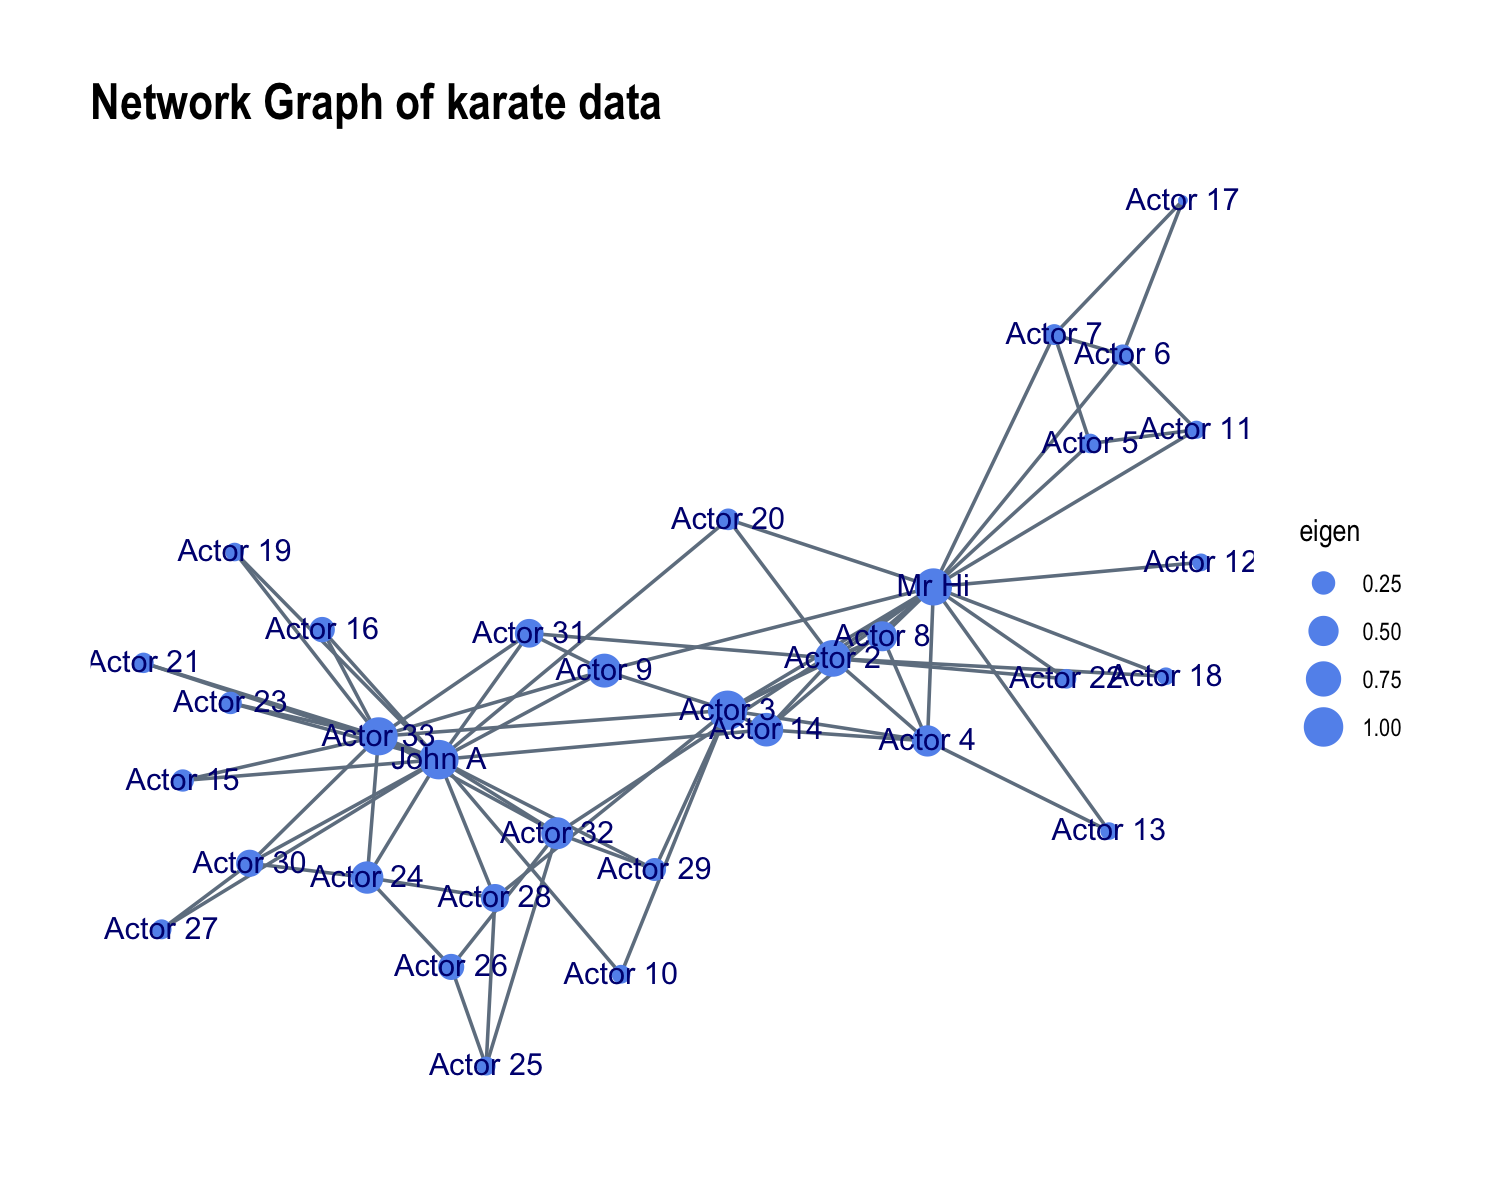 Network Graph of karate data
Actor 17
Actor 7
Actor 6
Actor 11
Actor 5
Actor 20
eigen
Actor 19
Actor 12
0.25
Mr Hi
Actor 16
Actor 31
Actor 8
0.50
Actor 21
Actor 9
Actor 2
Actor 22
Actor 18
0.75
Actor 23
Actor 3
Actor 14
1.00
Actor 33
Actor 4
John A
Actor 15
Actor 32
Actor 13
Actor 30
Actor 29
Actor 24
Actor 28
Actor 27
Actor 26
Actor 10
Actor 25